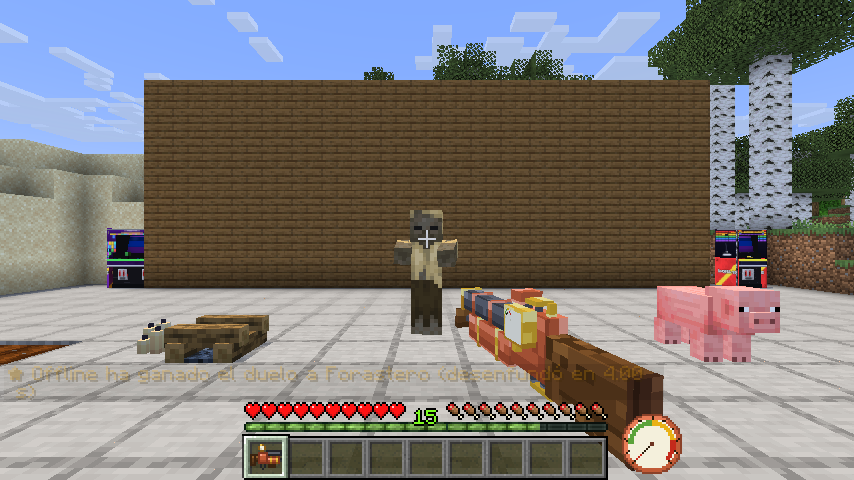 ★ Offline ha ganado el duelo a Forastero (desenfundó en 4.00
s)
15